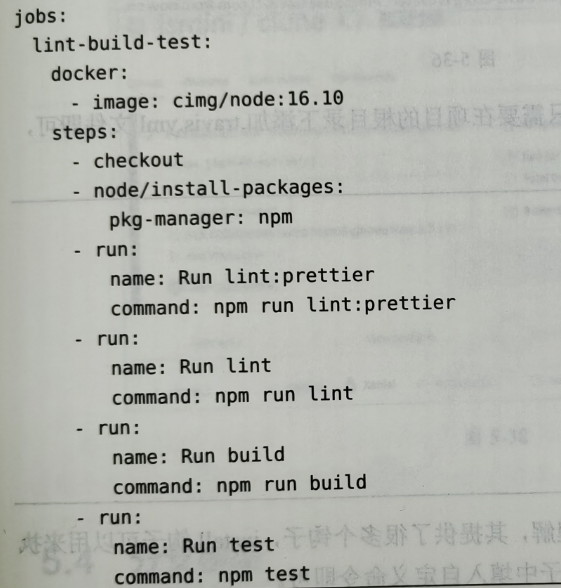 jobs:
  lint-build-test:
    docker:
      - image: cimg/node:16.10
    steps:
      - checkout
      - node/install-packages:
          pkg-manager: npm
      - run:
          name: Run lint:prettier
          command: npm run lint:prettier
      - run:
          name: Run lint
          command: npm run lint
      - run:
          name: Run build
          command: npm run build
      - run:
          name: Run test
          command: npm test